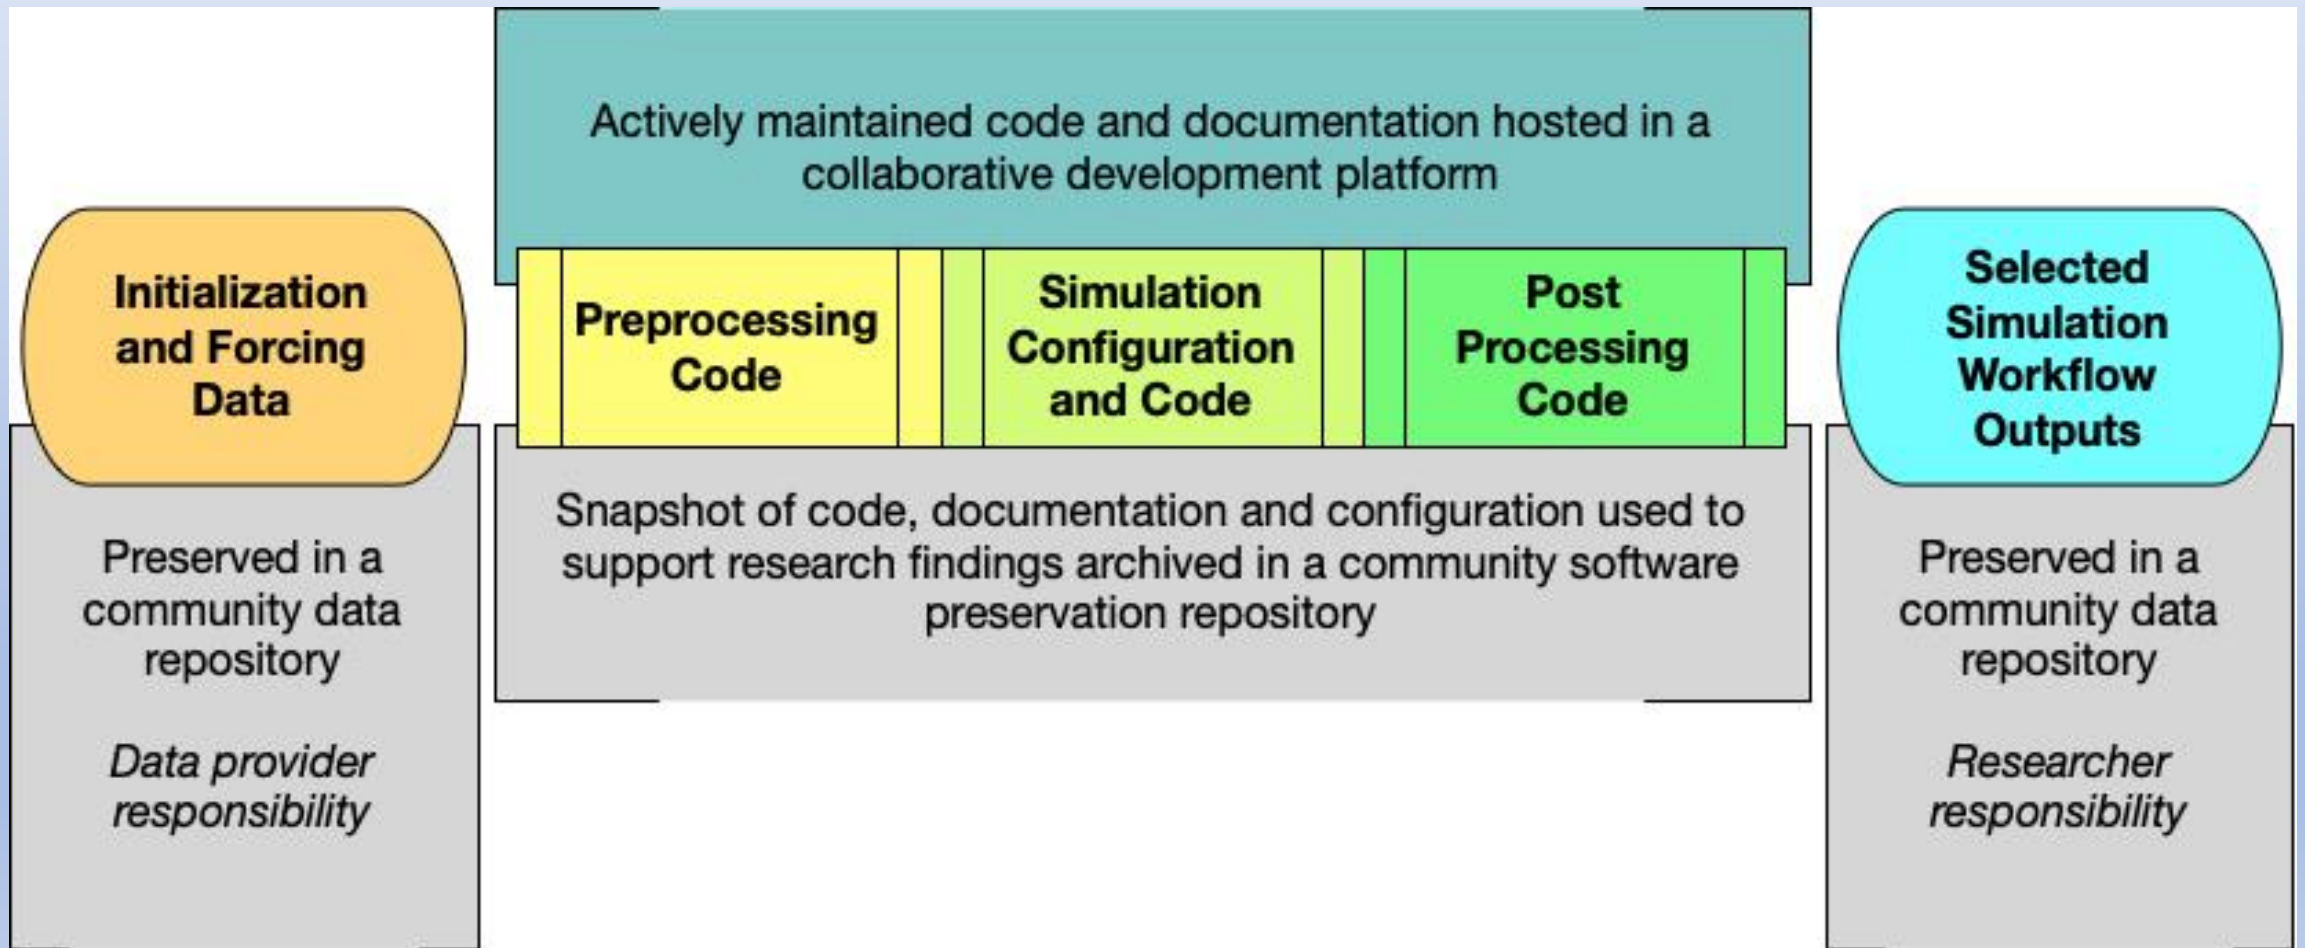 Actively maintained code and documentation hosted in a
collaborative development platform
Initialization
and Forcing
Data
Preprocessing
Code
Simulation
Configuration
and Code
Post
Processing
Code
Selected
Simulation
Workflow
Outputs
Preserved in a
community data
repository
Data provider
responsibility
Snapshot of code, documentation and configuration used to
support research findings archived in a community software
preservation repository
Preserved in a
community data
repository
Researcher
responsibility